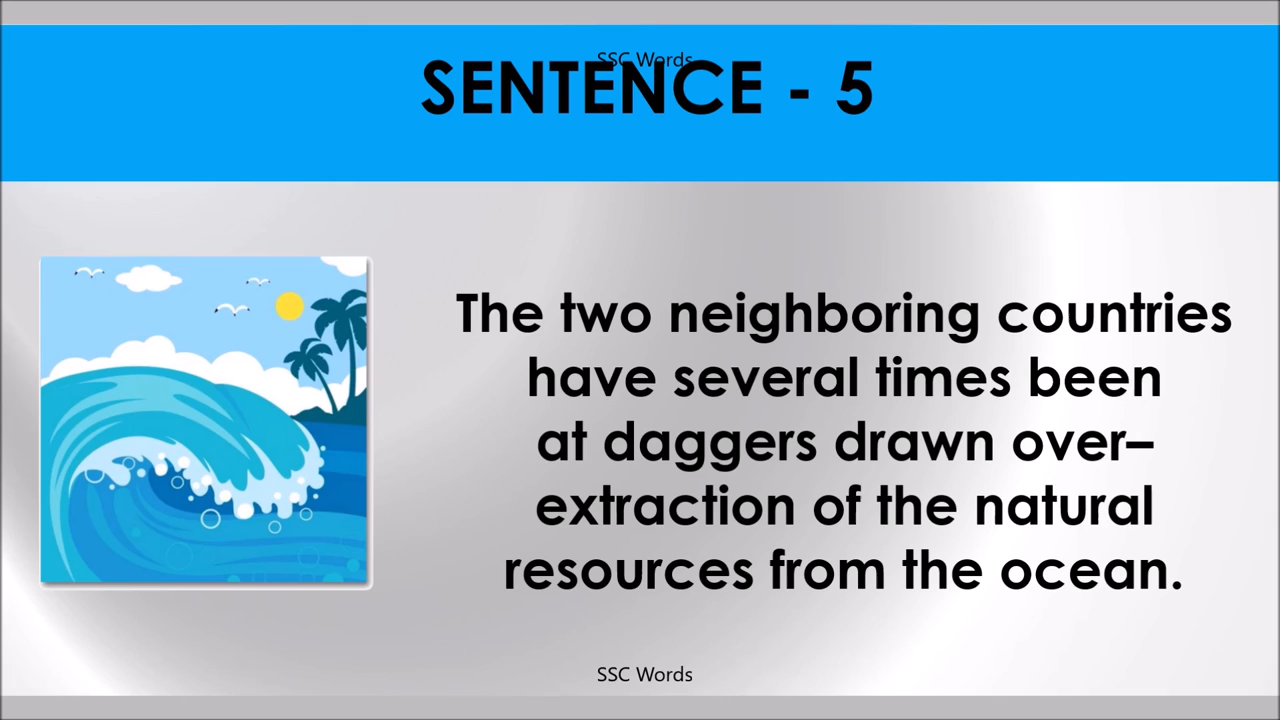 SSC Words
SENTENCE - 5
The two neighboring countries
have several times been
at daggers drawn over–
extraction of the natural
resources from the ocean.
SSC Words